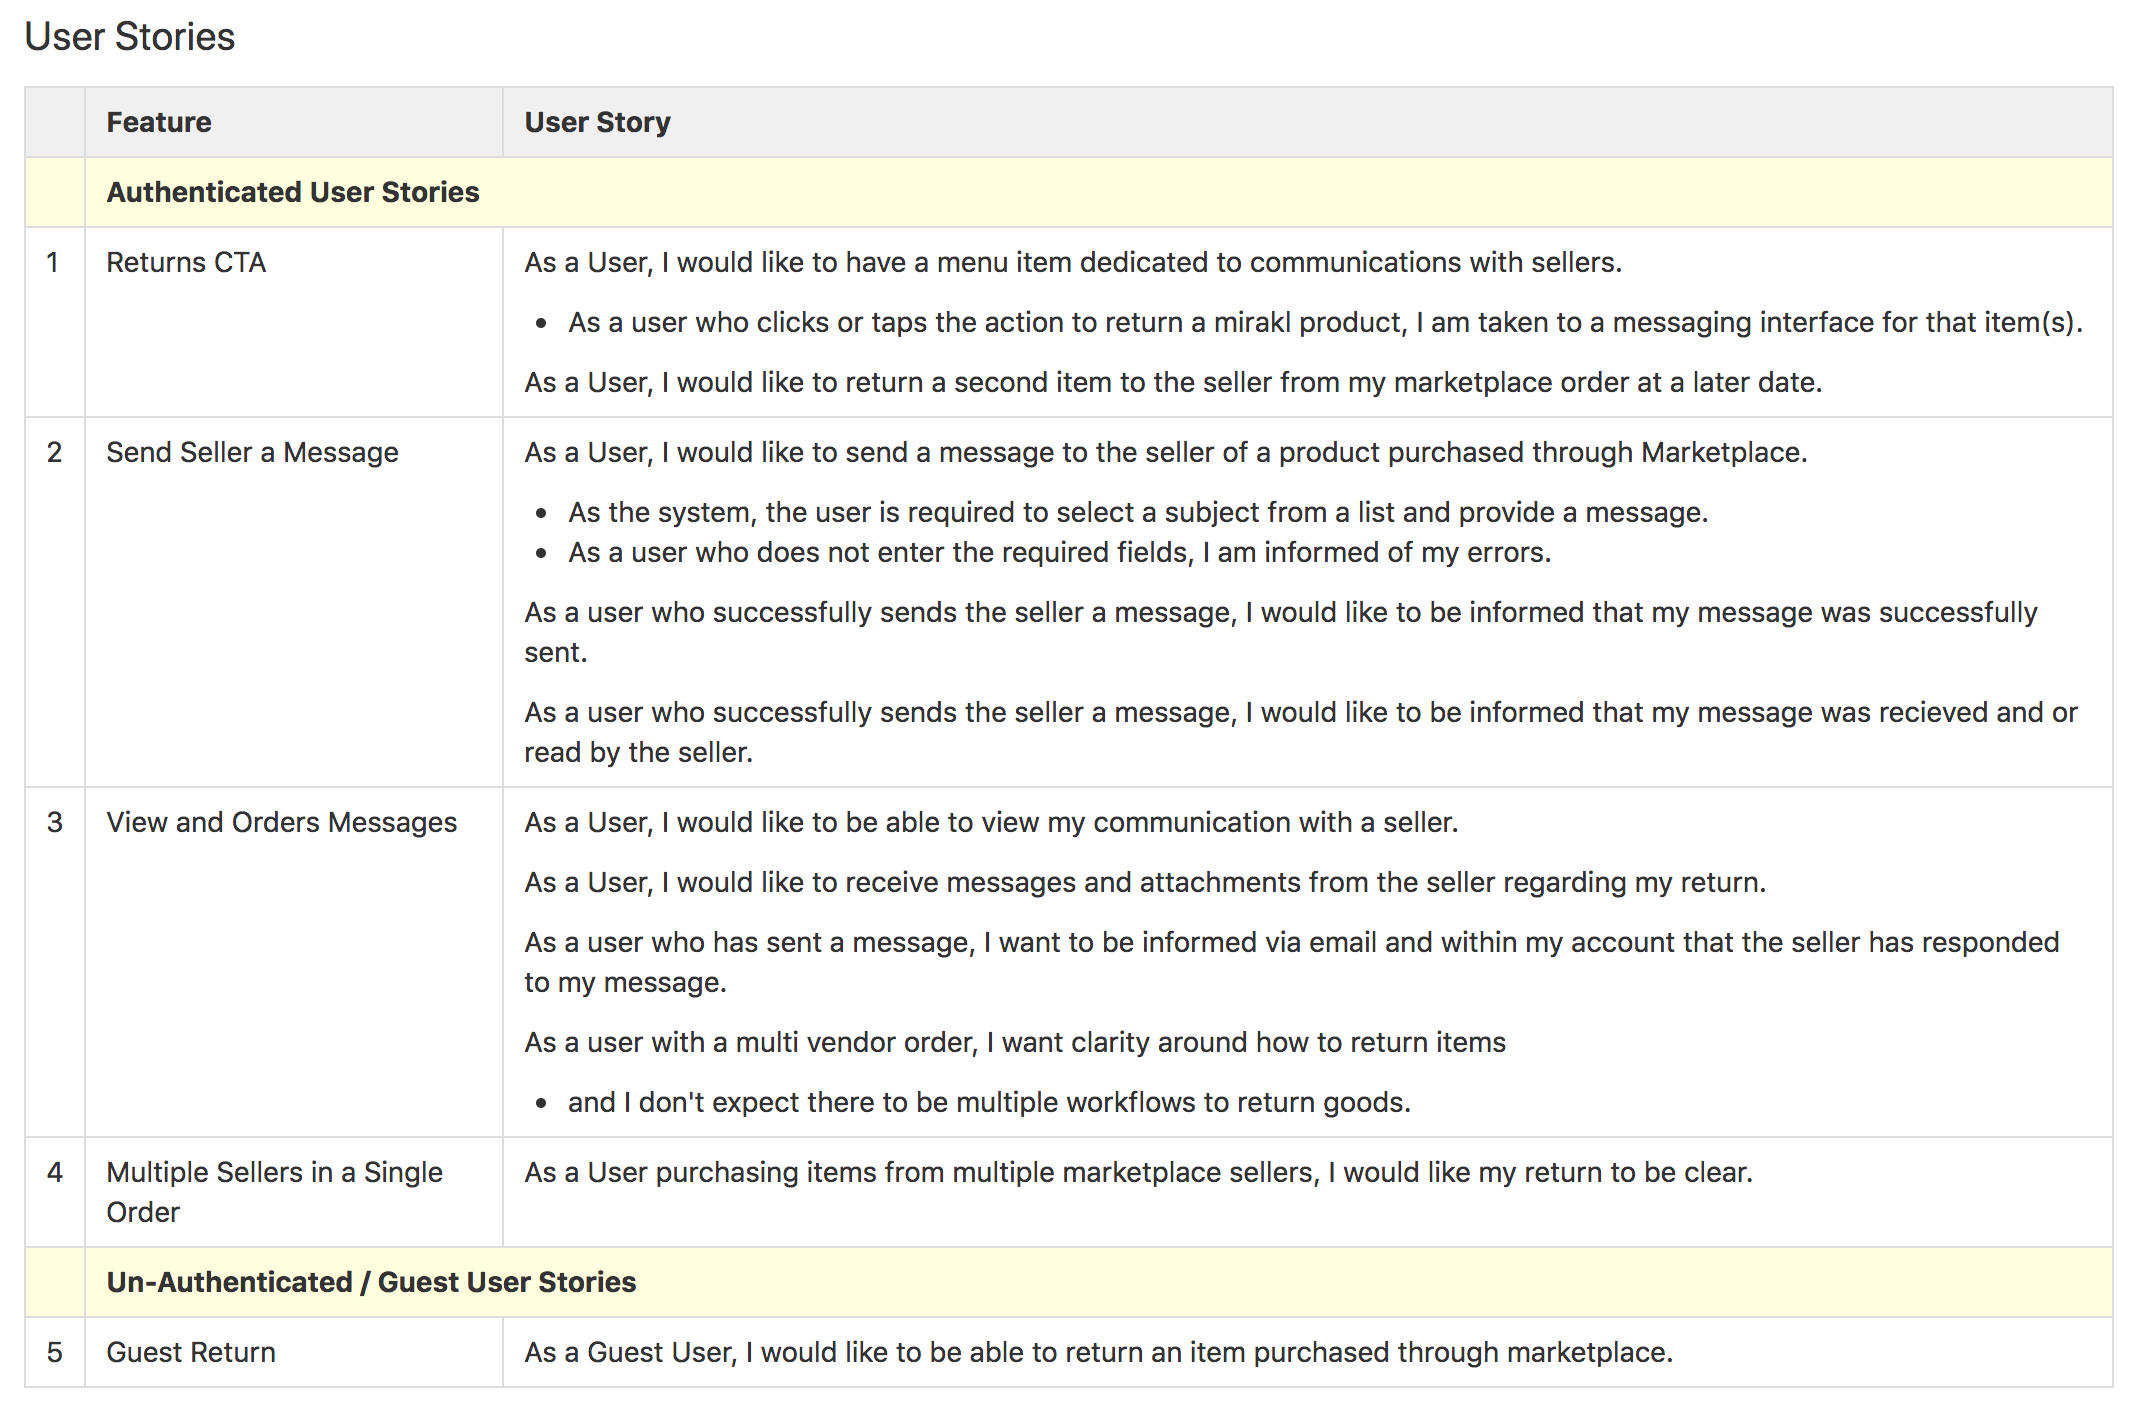 User Stories
Feature
User Story
Authenticated User Stories
1
Returns CTA
As a User, I would like to have a menu item dedicated to communications with sellers.
• As a user who clicks or taps the action to return a mirakl product, I am taken to a messaging interface for that item(s).
As a User, I would like to return a second item to the seller from my marketplace order at a later date.
2
Send Seller a Message
As a User, I would like to send a message to the seller of a product purchased through Marketplace.
• As the system, the user is required to select a subject from a list and provide a message.
• As a user who does not enter the required fields, I am informed of my errors.
As a user who successfully sends the seller a message, I would like to be informed that my message was successfully
sent.
As a user who successfully sends the seller a message, I would like to be informed that my message was recieved and or
read by the seller.
3
View and Orders Messages
As a User, I would like to be able to view my communication with a seller.
As a User, I would like to receive messages and attachments from the seller regarding my return.
As a user who has sent a message, I want to be informed via email and within my account that the seller has responded
to my message.
As a user with a multi vendor order, I want clarity around how to return items
• and I don't expect there to be multiple workflows to return goods.
4
Multiple Sellers in a Single
Order
As a User purchasing items from multiple marketplace sellers, I would like my return to be clear.
Un-Authenticated / Guest User Stories
5
Guest Return
As a Guest User, I would like to be able to return an item purchased through marketplace.